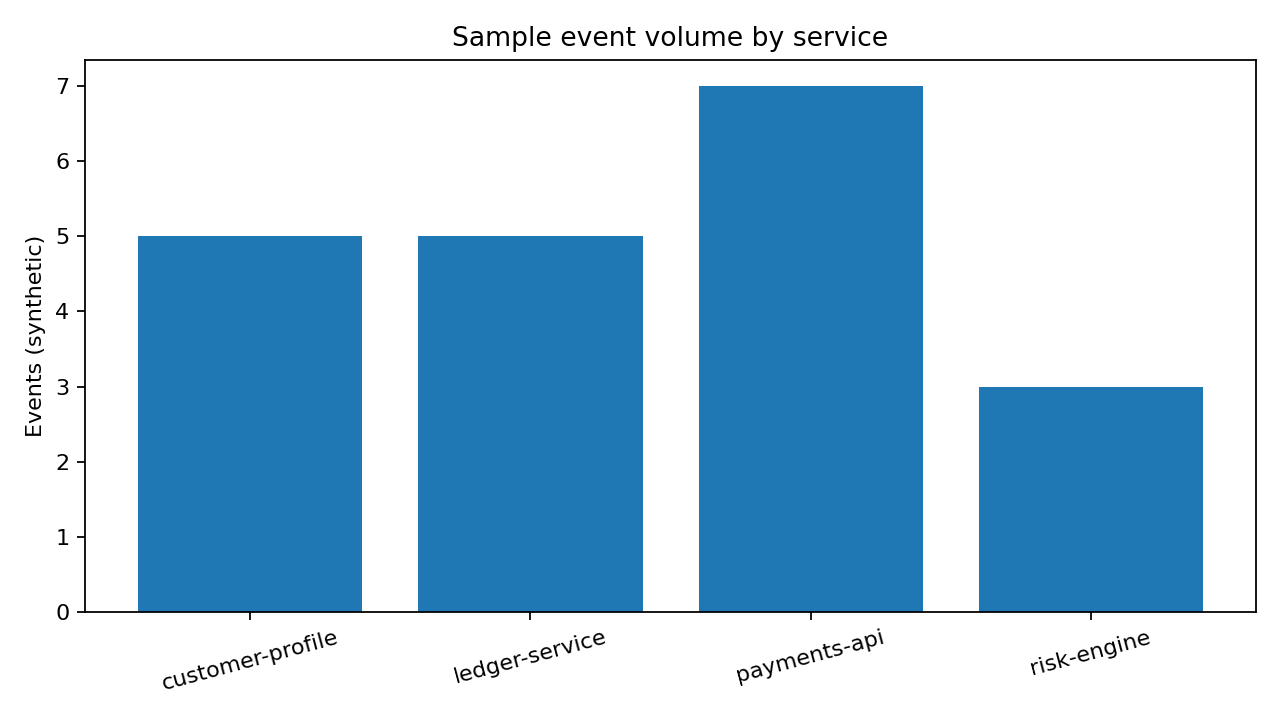 Sample event volume by service
Events (synthetic)
7
6
5
4
3
2
1
0
customer-profile
ledger-service
payments-api
risk-engine